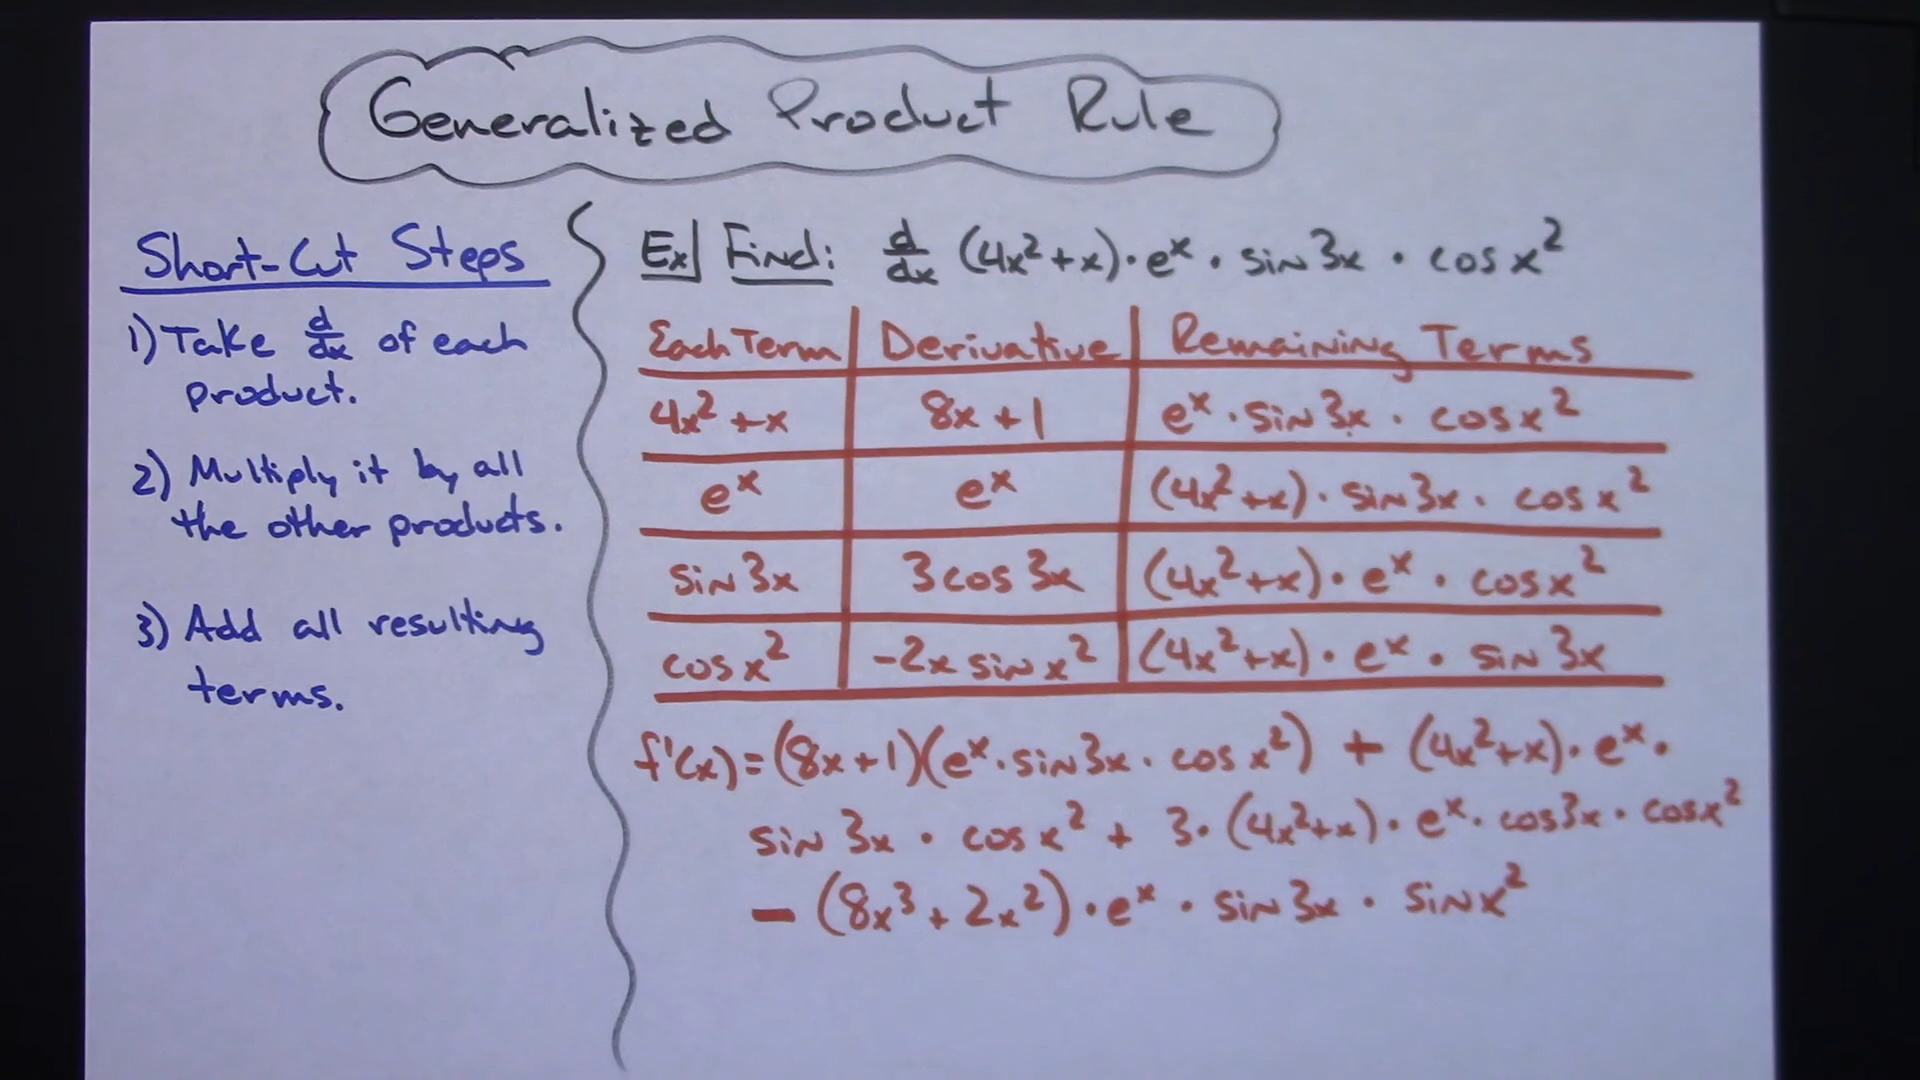 Generalized Product Rule
Short-Cut Steps
1) Take d/dx of each
product.
2) Multiply it by all
the other products.
3) Add all resulting
terms.
Ex] Find: d/dx (4x²+x)·eˣ · sin 3x · cos x²
Each Term | Derivative | Remaining Terms
4x² + x | 8x + 1 | eˣ · sin 3x · cos x²
eˣ | eˣ | (4x²+x) · sin 3x · cos x²
sin 3x | 3 cos 3x | (4x²+x) · eˣ · cos x²
cos x² | -2x sin x² | (4x²+x) · eˣ · sin 3x
f'(x) = (8x+1)(eˣ · sin 3x · cos x²) + (4x²+x) · eˣ ·
sin 3x · cos x² + 3 · (4x²+x) · eˣ · cos 3x · cos x²
- (8x³ + 2x²) · eˣ · sin 3x · sin x²